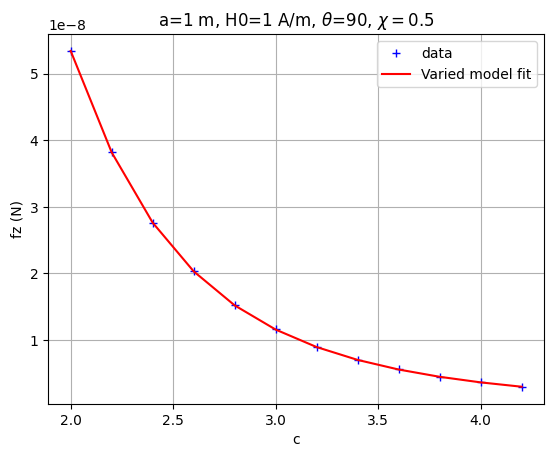 a=1 m, H0=1 A/m, θ=90, χ = 0.5
1e−8
data
Varied model fit
5
4
3
2
1
fz (N)
2.0 2.5 3.0 3.5 4.0
c